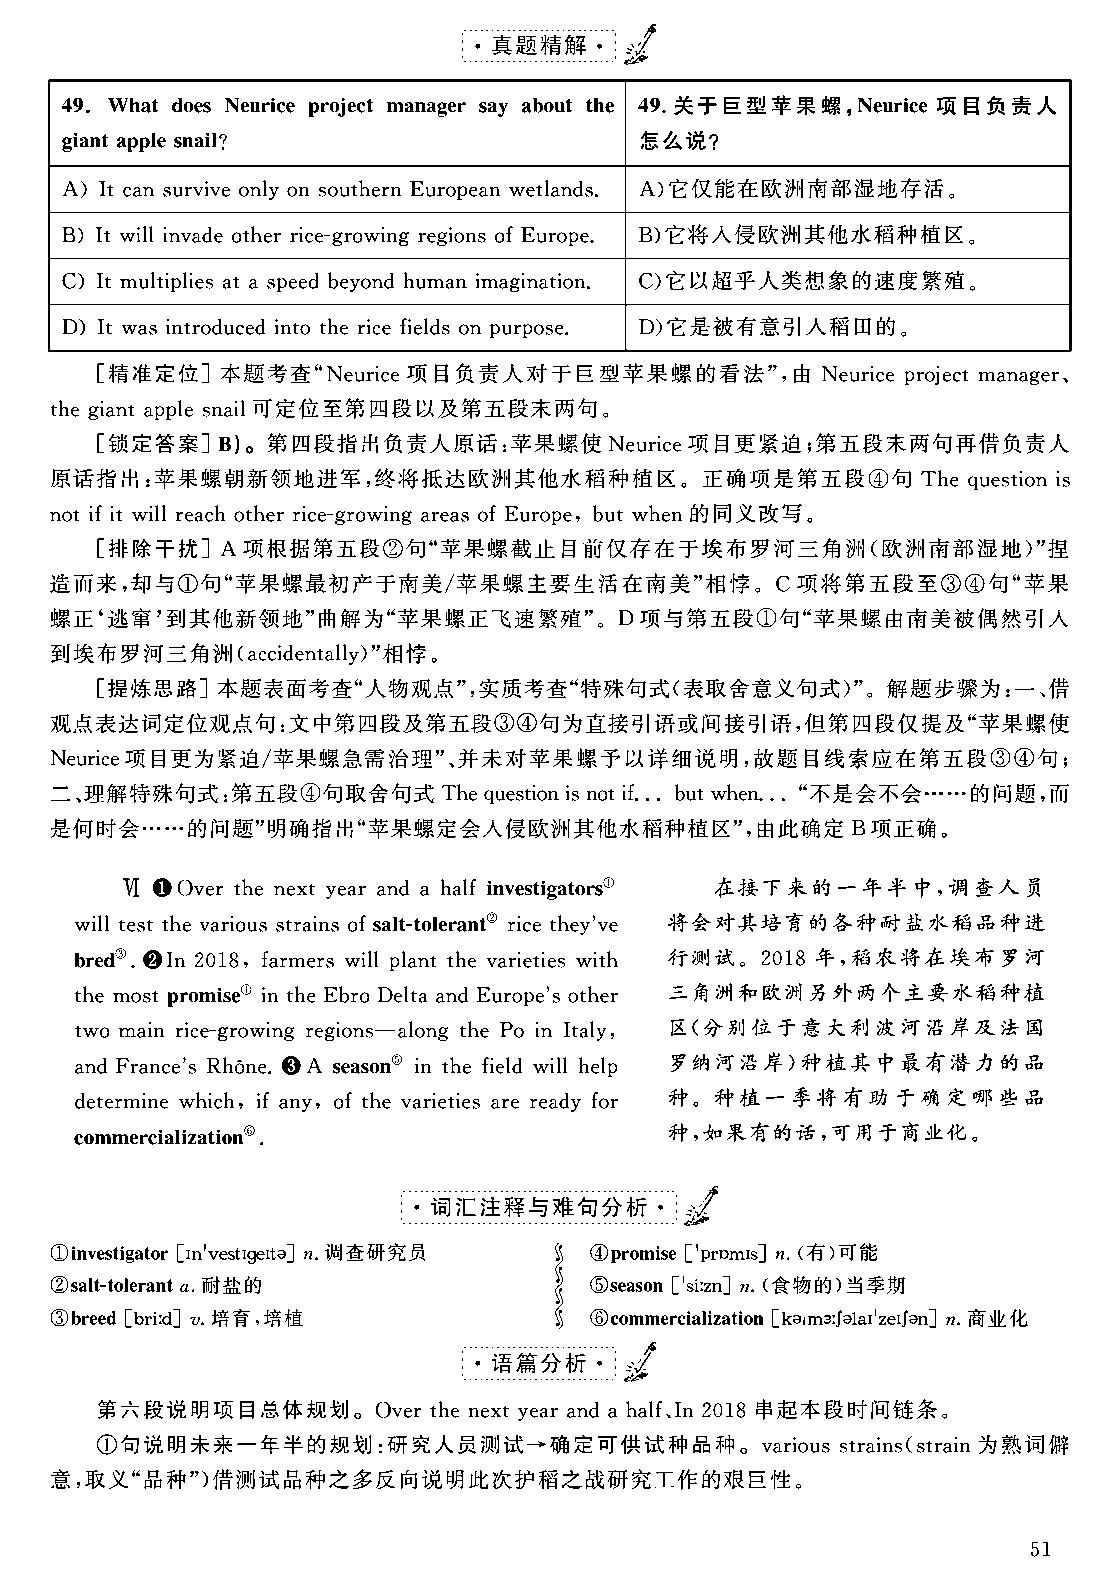 ·真题精解·
49. What does Neurice project manager say about the
giant apple snail?
49.关于巨型苹果螺,Neurice 项目负责人
怎么说?
A) It can survive only on southern European wetlands.
A)它仅能在欧洲南部湿地存活。
B) It will invade other rice-growing regions of Europe.
B)它将入侵欧洲其他水稻种植区。
C) It multiplies at a speed beyond human imagination.
C)它以超乎人类想象的速度繁殖。
D) It was introduced into the rice fields on purpose.
D)它是被有意引入稻田的。
[精准定位] 本题考查“Neurice 项目负责人对于巨型苹果螺的看法”,由 Neurice project manager、
the giant apple snail 可定位至第四段以及第五段末两句。
[锁定答案] B)。第四段指出负责人原话:苹果螺使 Neurice 项目更紧迫;第五段末两句再借负责人
原话指出:苹果螺朝新领地进军,终将抵达欧洲其他水稻种植区。正确项是第五段④句 The question is
not if it will reach other rice-growing areas of Europe, but when 的同义改写。
[排除干扰] A 项根据第五段②句“苹果螺截止目前仅存在于埃布罗河三角洲(欧洲南部湿地)”捏
造而来,却与①句“苹果螺最初产于南美/苹果螺主要生活在南美”相悖。C 项将第五段至③④句“苹果
螺正‘逃窜’到其他新领地”曲解为“苹果螺正飞速繁殖”。D 项与第五段①句“苹果螺由南美被偶然引入
到埃布罗河三角洲(accidentally)”相悖。
[提炼思路] 本题表面考查“人物观点”,实质考查“特殊句式(表取舍意义句式)”。解题步骤为:一、借
观点表达词定位观点句:文中第四段及第五段③④句为直接引语或间接引语,但第四段仅提及“苹果螺使
Neurice 项目更为紧迫/苹果螺急需治理”、并未对苹果螺予以详细说明,故题目线索应在第五段③④句;
二、理解特殊句式:第五段④句取舍句式 The question is not if... but when... “不是会不会……的问题,而
是何时会……的问题”明确指出“苹果螺定会入侵欧洲其他水稻种植区”,由此确定 B 项正确。
Ⅵ ❶Over the next year and a half investigators①
will test the various strains of salt-tolerant② rice they've
bred③. ❷In 2018, farmers will plant the varieties with
the most promise① in the Ebro Delta and Europe's other
two main rice-growing regions—along the Po in Italy,
and France's Rhône. ❸A season⑤ in the field will help
determine which, if any, of the varieties are ready for
commercialization⑥.
在接下来的一年半中,调查人员
将会对其培育的各种耐盐水稻品种进
行测试。2018 年,稻农将在埃布罗河
三角洲和欧洲另外两个主要水稻种植
区(分别位于意大利波河沿岸及法国
罗纳河沿岸)种植其中最有潜力的品
种。种植一季将有助于确定哪些品
种,如果有的话,可用于商业化。
·词汇注释与难句分析·
①investigator [ɪn'vestɪgeɪtə] n. 调查研究员
②salt-tolerant a. 耐盐的
③breed [briːd] v. 培育,培植
④promise ['prɒmɪs] n. (有)可能
⑤season ['siːzn] n. (食物的)当季期
⑥commercialization [kəˌmɜːʃəlaɪ'zeɪʃən] n. 商业化
·语篇分析·
第六段说明项目总体规划。Over the next year and a half、In 2018 串起本段时间链条。
①句说明未来一年半的规划:研究人员测试→确定可供试种品种。various strains(strain 为熟词僻
意,取义“品种”)借测试品种之多反向说明此次护稻之战研究工作的艰巨性。
51